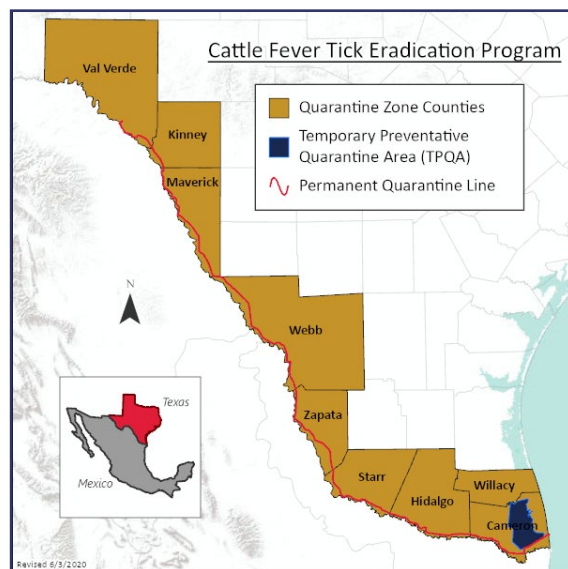 Cattle Fever Tick Eradication Program
Val Verde
Quarantine Zone Counties
Temporary Preventative
Quarantine Area (TPQA)
Permanent Quarantine Line
Kinney
Maverick
N
Webb
Zapata
Texas
Mexico
Starr
Hidalgo
Willacy
Cameron
Revised 6/3/2020